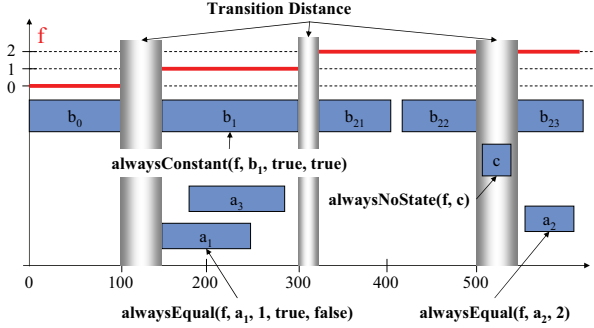 Transition Distance
f
2
1
0
b₀ b₁ b₂₁ b₂₂ b₂₃
alwaysConstant(f, b₁, true, true)
c
a₃
alwaysNoState(f, c)
a₁
a₂
0 100 200 300 400 500
alwaysEqual(f, a₁, 1, true, false) alwaysEqual(f, a₂, 2)